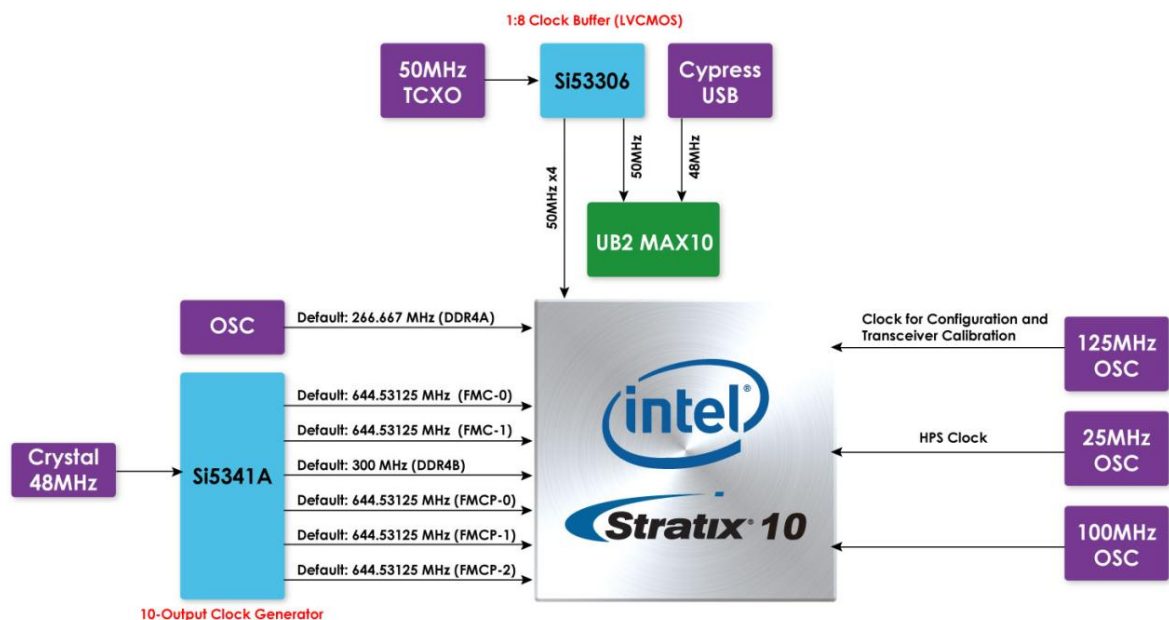 1:8 Clock Buffer (LVCMOS)
50MHz
TCXO
Si53306
Cypress
USB
50MHz x4
50MHz
48MHz
UB2 MAX10
OSC
Default: 266.667 MHz (DDR4A)
Clock for Configuration and
Transceiver Calibration
125MHz
OSC
Crystal
48MHz
Si5341A
Default: 644.53125 MHz (FMC-0)
Default: 644.53125 MHz (FMC-1)
Default: 300 MHz (DDR4B)
Default: 644.53125 MHz (FMCP-0)
Default: 644.53125 MHz (FMCP-1)
Default: 644.53125 MHz (FMCP-2)
10-Output Clock Generator
intel®
Stratix® 10
HPS Clock
25MHz
OSC
100MHz
OSC